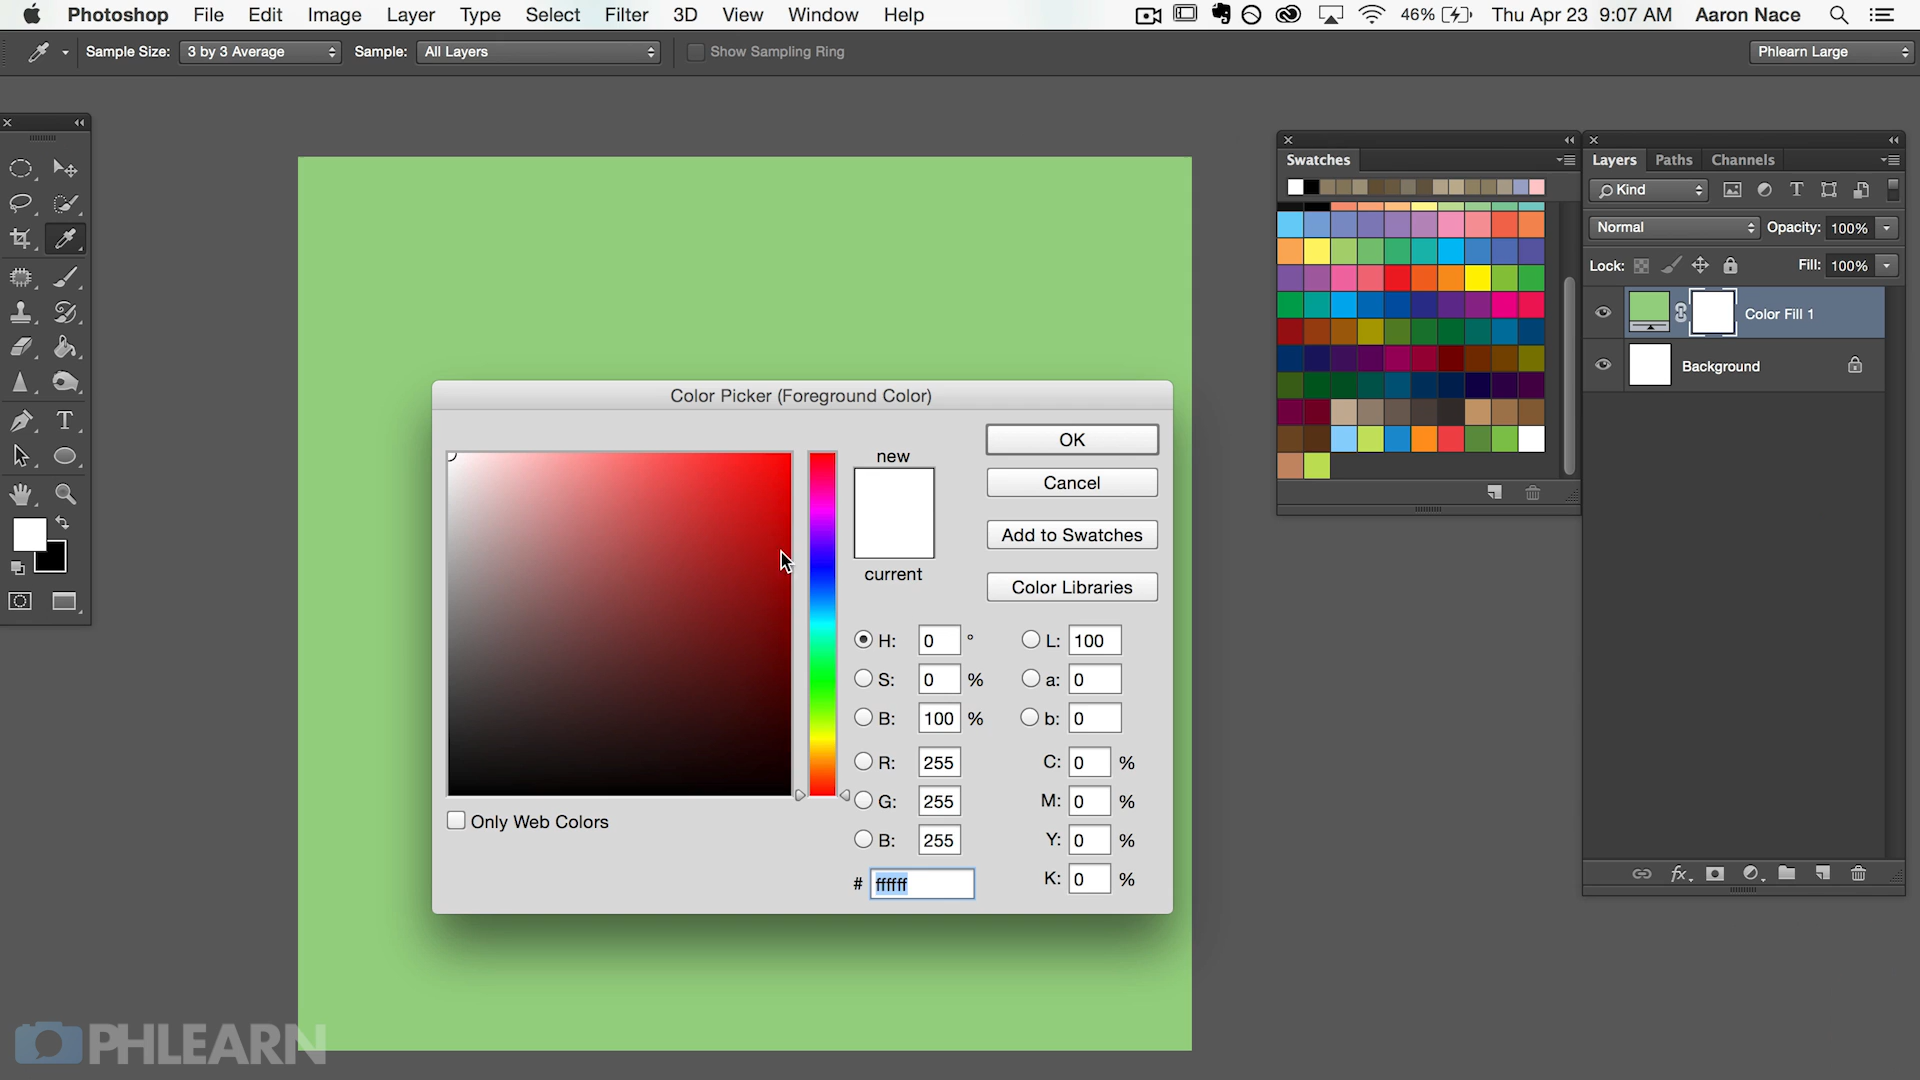 Photoshop File Edit Image Layer Type Select Filter 3D View Window Help 46% Thu Apr 23 9:07 AM Aaron Nace
Sample Size: 3 by 3 Average Sample: All Layers Show Sampling Ring Phlearn Large
Swatches
Layers Paths Channels
Kind
Normal Opacity: 100%
Lock: Fill: 100%
Color Fill 1
Background
Color Picker (Foreground Color)
new
current
OK
Cancel
Add to Swatches
Color Libraries
H: 0 ° L: 100
S: 0 % a: 0
B: 100 % b: 0
R: 255 C: 0 %
G: 255 M: 0 %
B: 255 Y: 0 %
# ffffff K: 0 %
Only Web Colors
T
fx
PHLEARN